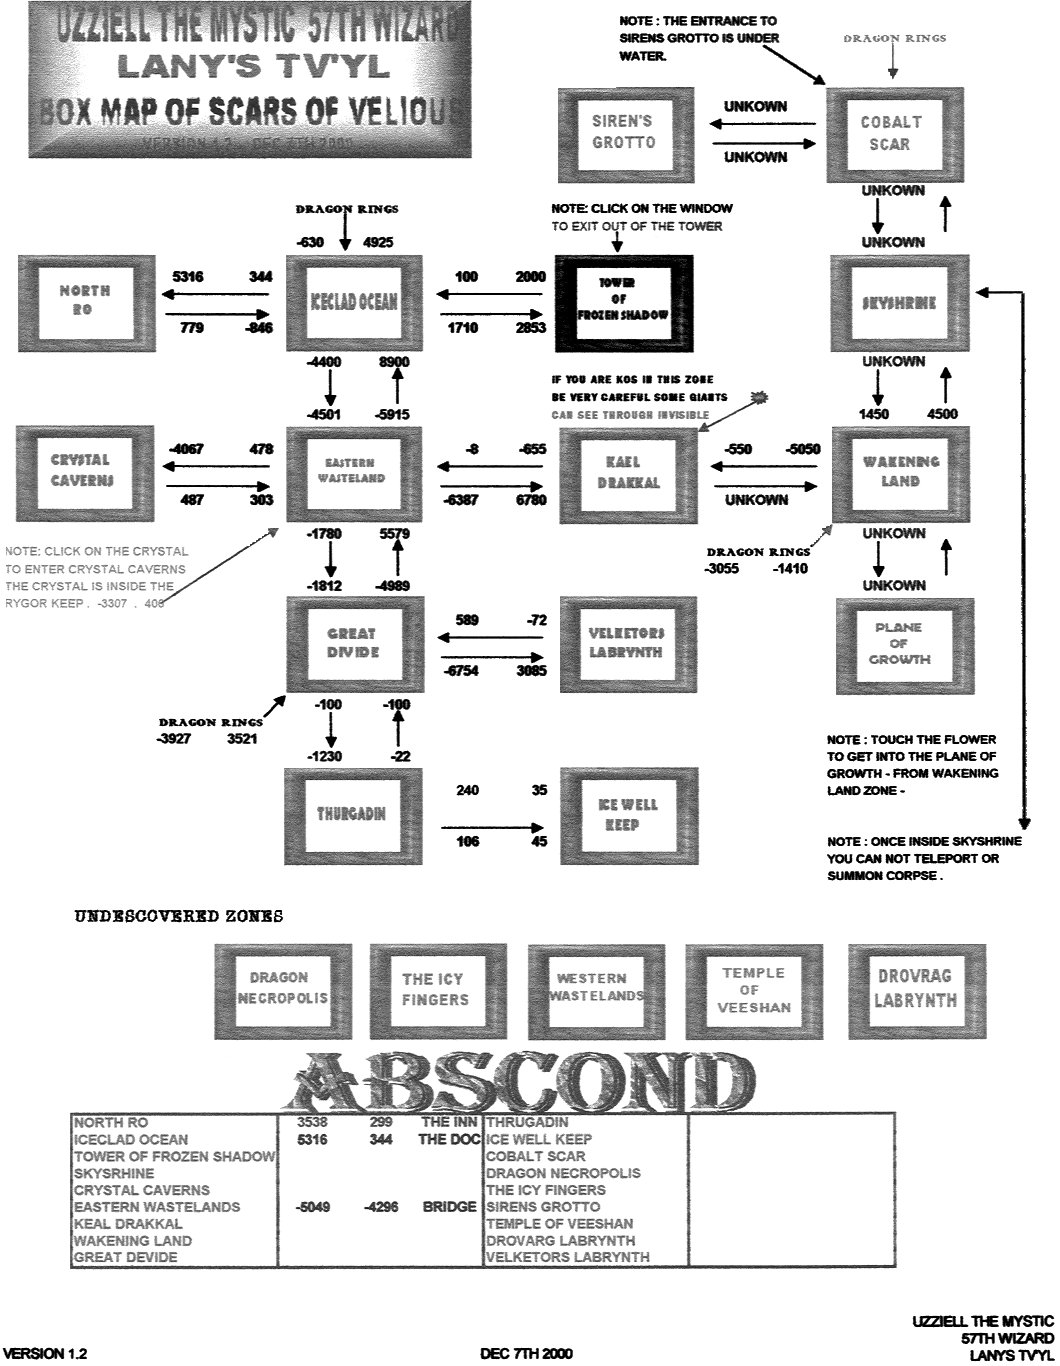 UZZIELL THE MYSTIC 57TH WIZARD
LANY'S TV'YL
BOX MAP OF SCARS OF VELIOUS
VERSION 1.2 - DEC 7TH 2000
NOTE : THE ENTRANCE TO
SIRENS GROTTO IS UNDER
WATER.
DRAGON RINGS
SIREN'S
GROTTO
UNKOWN
UNKOWN
COBALT
SCAR
UNKOWN
UNKOWN
DRAGON RINGS
-630 4925
NOTE: CLICK ON THE WINDOW
TO EXIT OUT OF THE TOWER
NORTH
RO
5316 344
779 -846
ICECLAD OCEAN
100 2000
1710 2853
TOWER
OF
FROZEN SHADOW
SKYSHRINE
-4400 8900
-4501 -5915
IF YOU ARE KOS IN THIS ZONE
BE VERY CAREFUL SOME GIANTS
CAN SEE THROUGH INVISIBLE
UNKOWN
1450 4500
CRYSTAL
CAVERNS
-4067 478
487 303
EASTERN
WASTELAND
-8 -655
-6387 6780
KAEL
DRAKKAL
-550 -5050
UNKOWN
WAKENING
LAND
NOTE: CLICK ON THE CRYSTAL
TO ENTER CRYSTAL CAVERNS
THE CRYSTAL IS INSIDE THE
RYGOR KEEP . -3307 . 408
-1780 5579
-1812 -4989
DRAGON RINGS
-3055 -1410
UNKOWN
UNKOWN
GREAT
DIVIDE
589 -72
-6754 3085
VELKETORS
LABRYNTH
PLANE
OF
GROWTH
DRAGON RINGS
-3927 3521
-100 -100
-1230 -22
THURGADIN
240 35
106 45
ICE WELL
KEEP
NOTE : TOUCH THE FLOWER
TO GET INTO THE PLANE OF
GROWTH - FROM WAKENING
LAND ZONE -
NOTE : ONCE INSIDE SKYSHRINE
YOU CAN NOT TELEPORT OR
SUMMON CORPSE .
UNDESCOVERED ZONES
DRAGON
NECROPOLIS
THE ICY
FINGERS
WESTERN
WASTELANDS
TEMPLE
OF
VEESHAN
DROVRAG
LABRYNTH
ABSCOND
NORTH RO 3538 299 THE INN THRUGADIN
ICECLAD OCEAN 5316 344 THE DOC ICE WELL KEEP
TOWER OF FROZEN SHADOW COBALT SCAR
SKYSRHINE DRAGON NECROPOLIS
CRYSTAL CAVERNS THE ICY FINGERS
EASTERN WASTELANDS -5049 -4296 BRIDGE SIRENS GROTTO
KEAL DRAKKAL TEMPLE OF VEESHAN
WAKENING LAND DROVARG LABRYNTH
GREAT DEVIDE VELKETORS LABRYNTH
UZZIELL THE MYSTIC
57TH WIZARD
LANYS TVYL
VERSION 1.2
DEC 7TH 2000